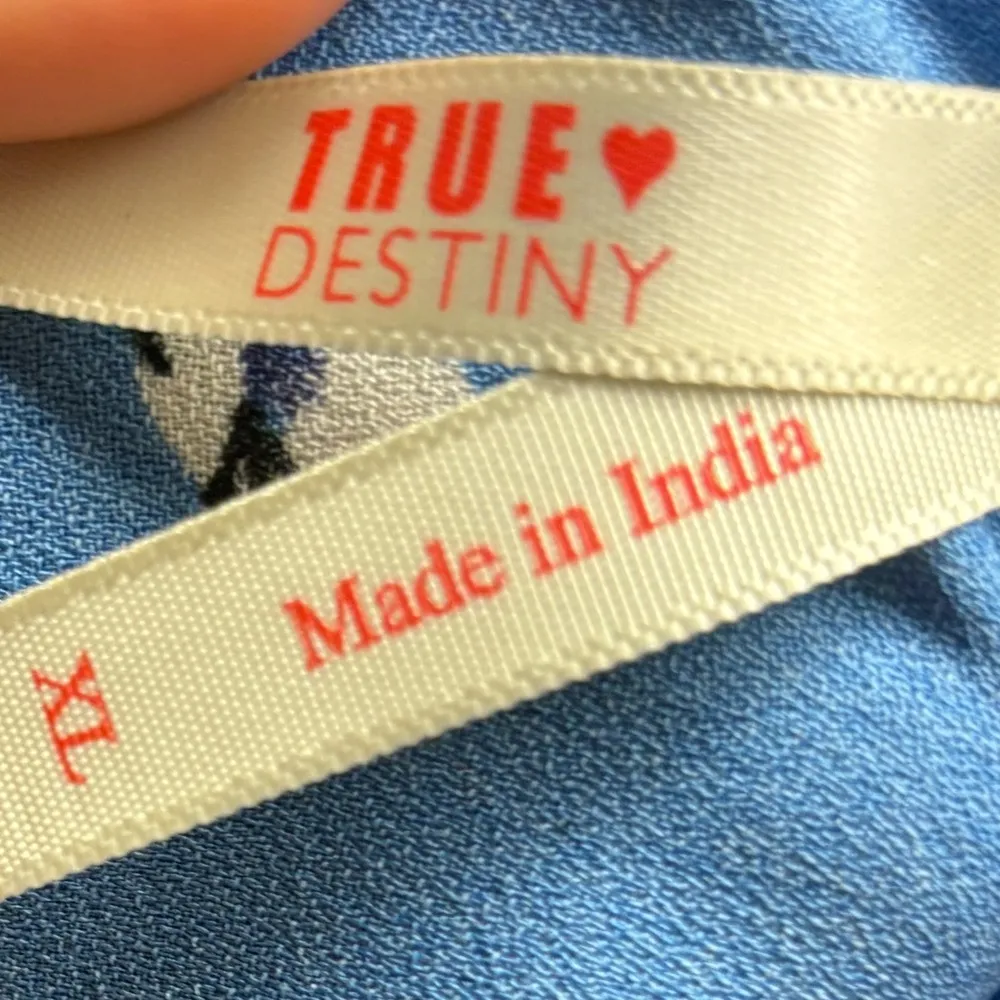 TRUE♥
DESTINY
Made in India
XL